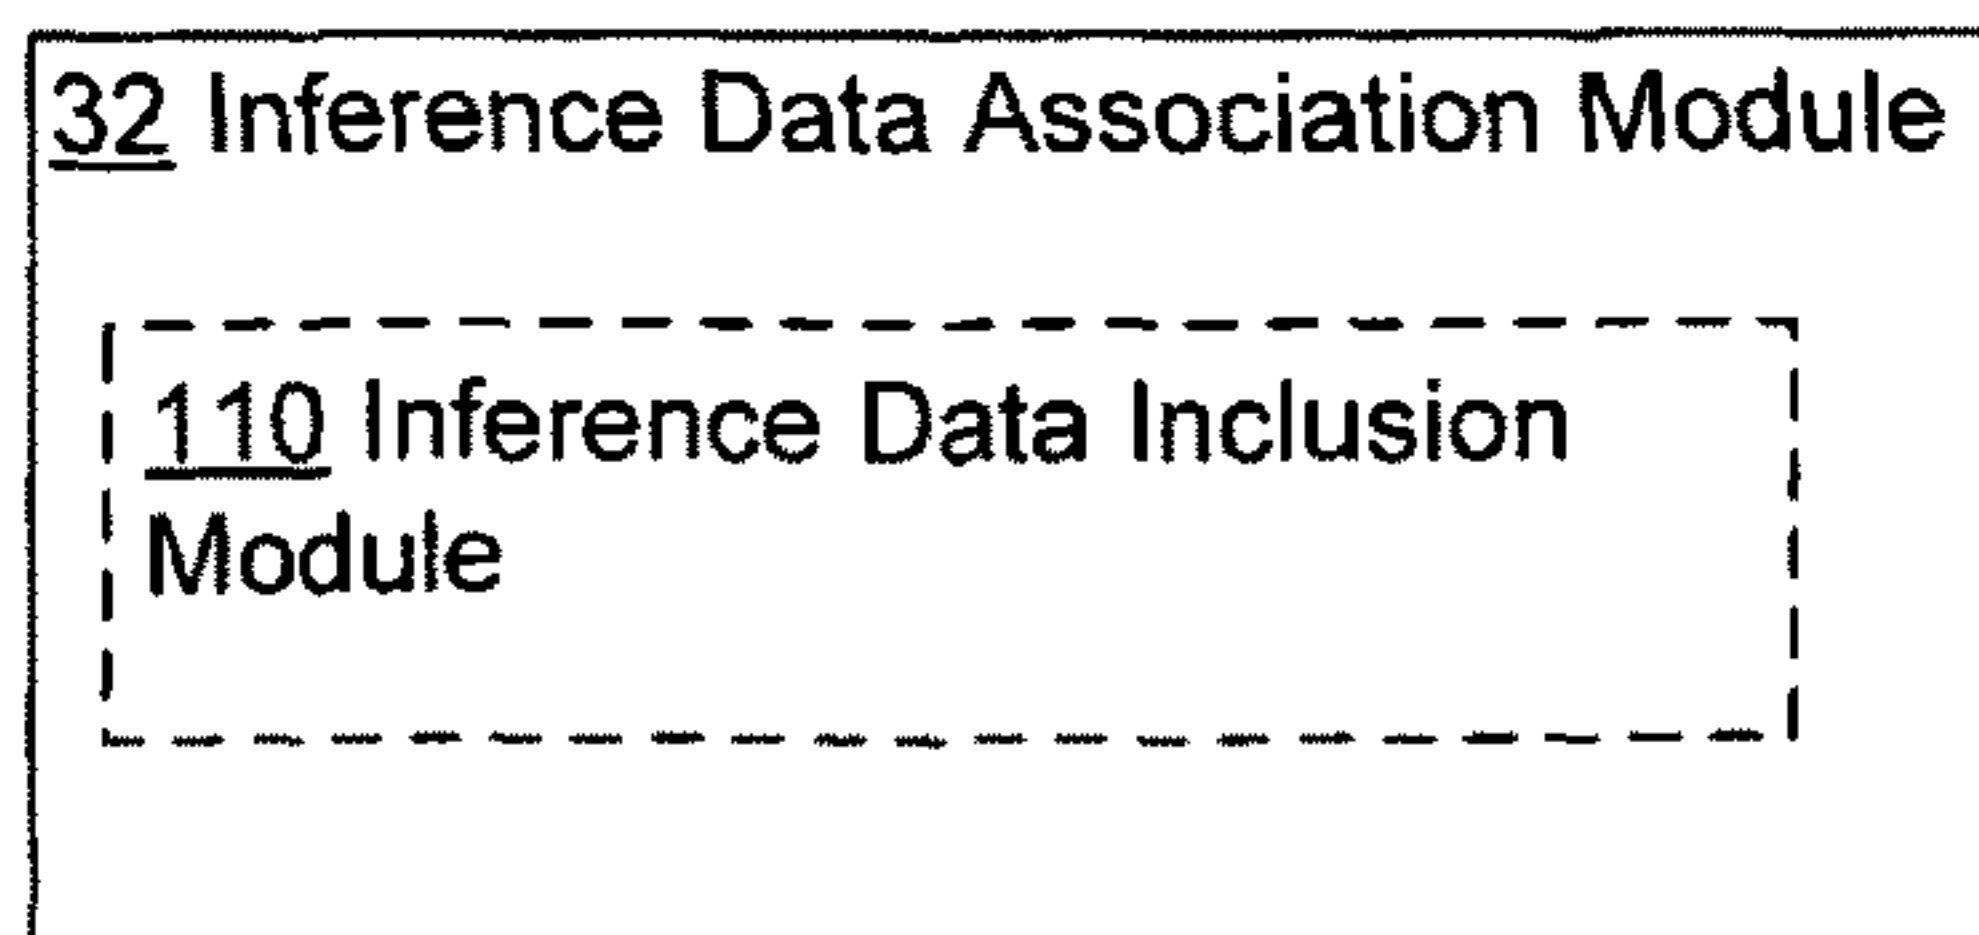 32 Inference Data Association Module
110 Inference Data Inclusion
Module